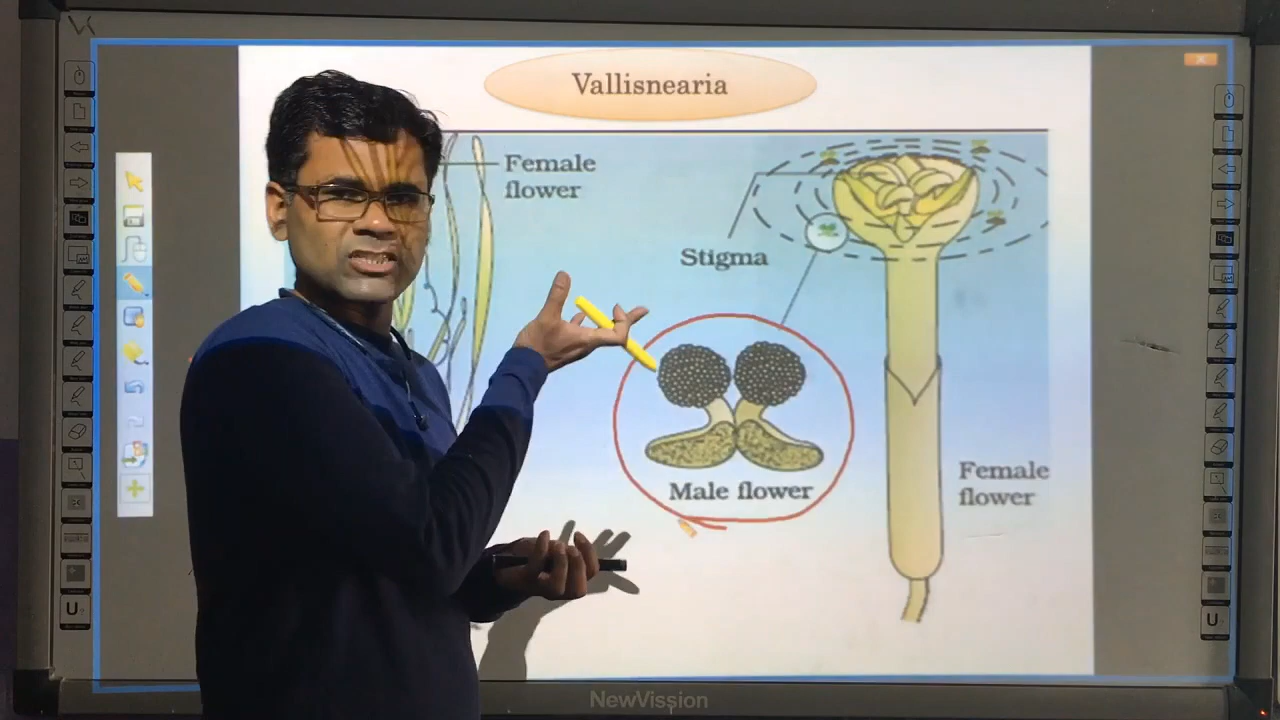 Vallisnearia
Female
flower
Stigma
Male flower
Female
flower
NewVission
U
U